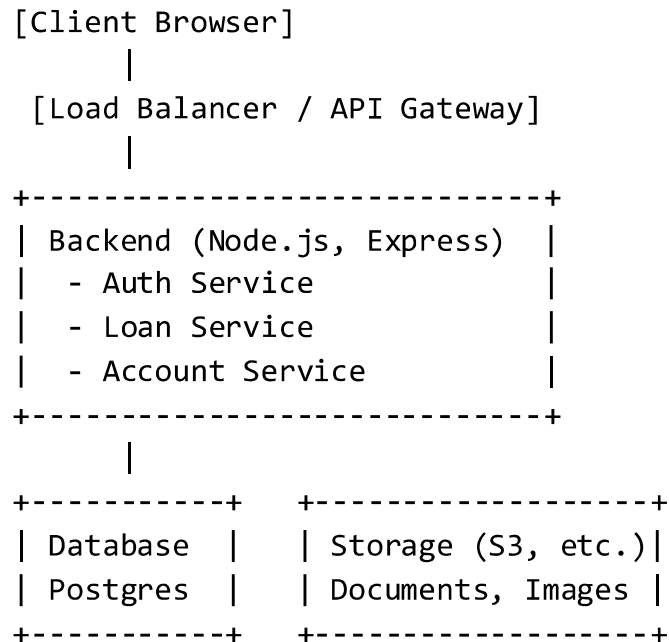 [Client Browser]
|
[Load Balancer / API Gateway]
|
+-----------------------------+
| Backend (Node.js, Express)  |
|  - Auth Service             |
|  - Loan Service             |
|  - Account Service          |
+-----------------------------+
|
+-----------+   +-------------------+
| Database  |   | Storage (S3, etc.)|
| Postgres  |   | Documents, Images |
+-----------+   +-------------------+